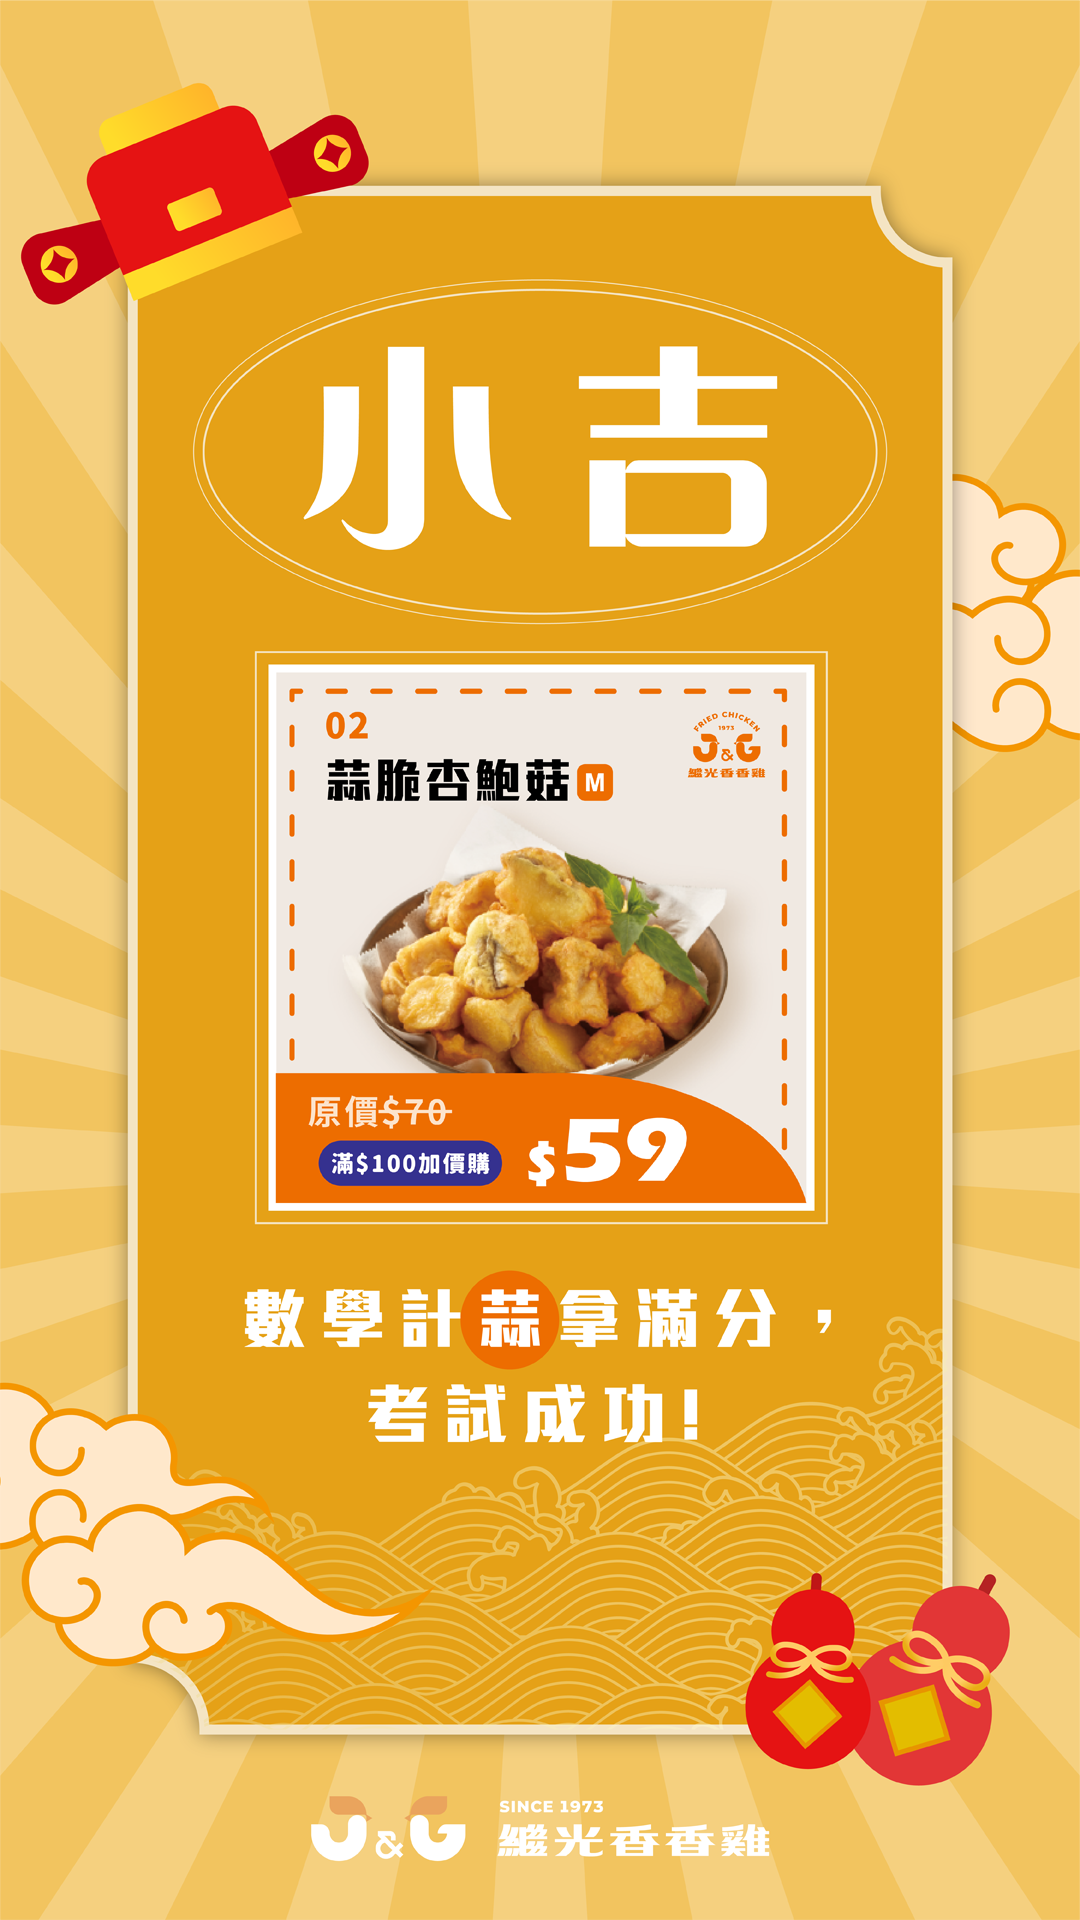 小吉
02
蒜脆杏鮑菇 M
FRIED CHICKEN
1973
J&G
繼光香香雞
原價$70
滿$100加價購
$59
數學計蒜拿滿分，
考試成功！
J&G
SINCE 1973
繼光香香雞